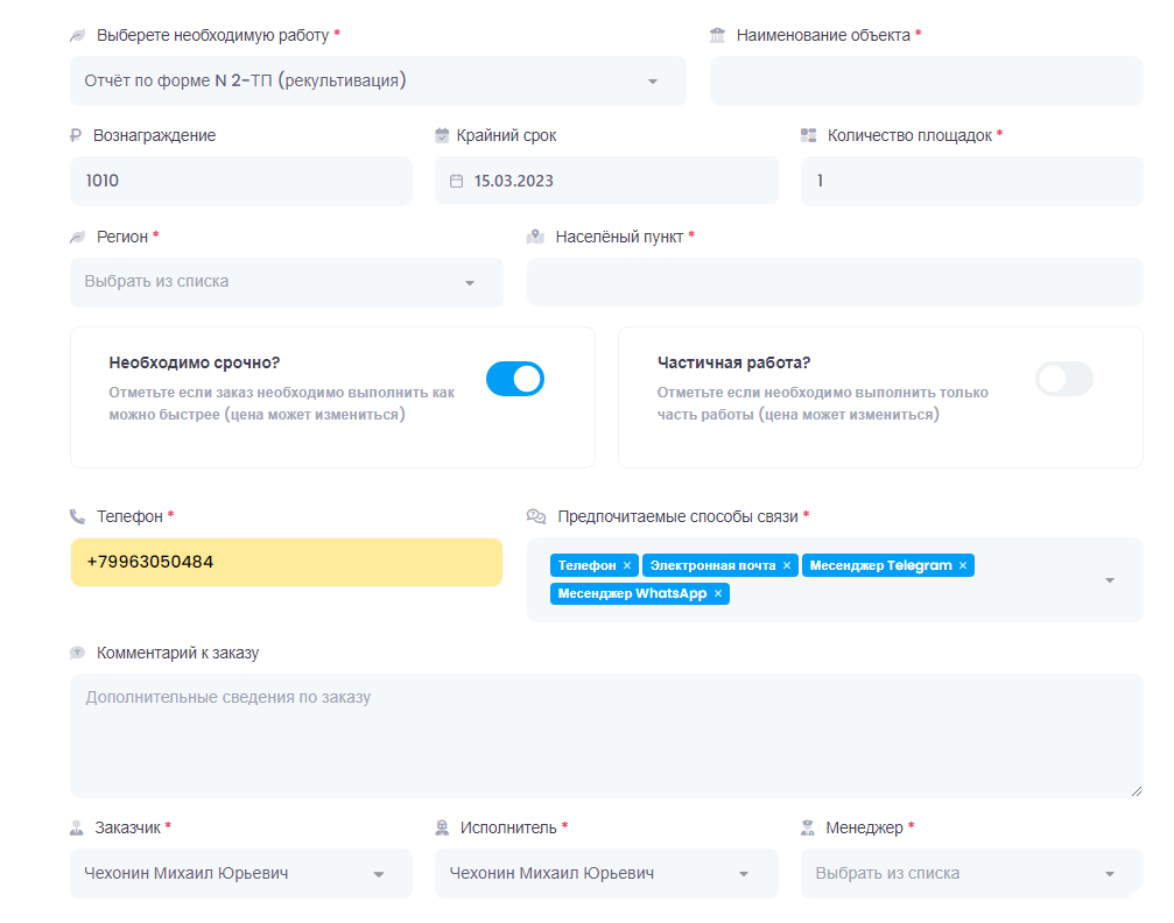 Выберете необходимую работу *
Наименование объекта *
Отчёт по форме N 2-ТП (рекультивация)
Вознаграждение
Крайний срок
Количество площадок *
1010
15.03.2023
1
Регион *
Населёный пункт *
Выбрать из списка
Необходимо срочно?
Отметьте если заказ необходимо выполнить как
можно быстрее (цена может измениться)
Частичная работа?
Отметьте если необходимо выполнить только
часть работы (цена может измениться)
Телефон *
Предпочитаемые способы связи *
+79963050484
Телефон × Электронная почта × Месенджер Telegram ×
Месенджер WhatsApp ×
Комментарий к заказу
Дополнительные сведения по заказу
Заказчик *
Исполнитель *
Менеджер *
Чехонин Михаил Юрьевич
Чехонин Михаил Юрьевич
Выбрать из списка